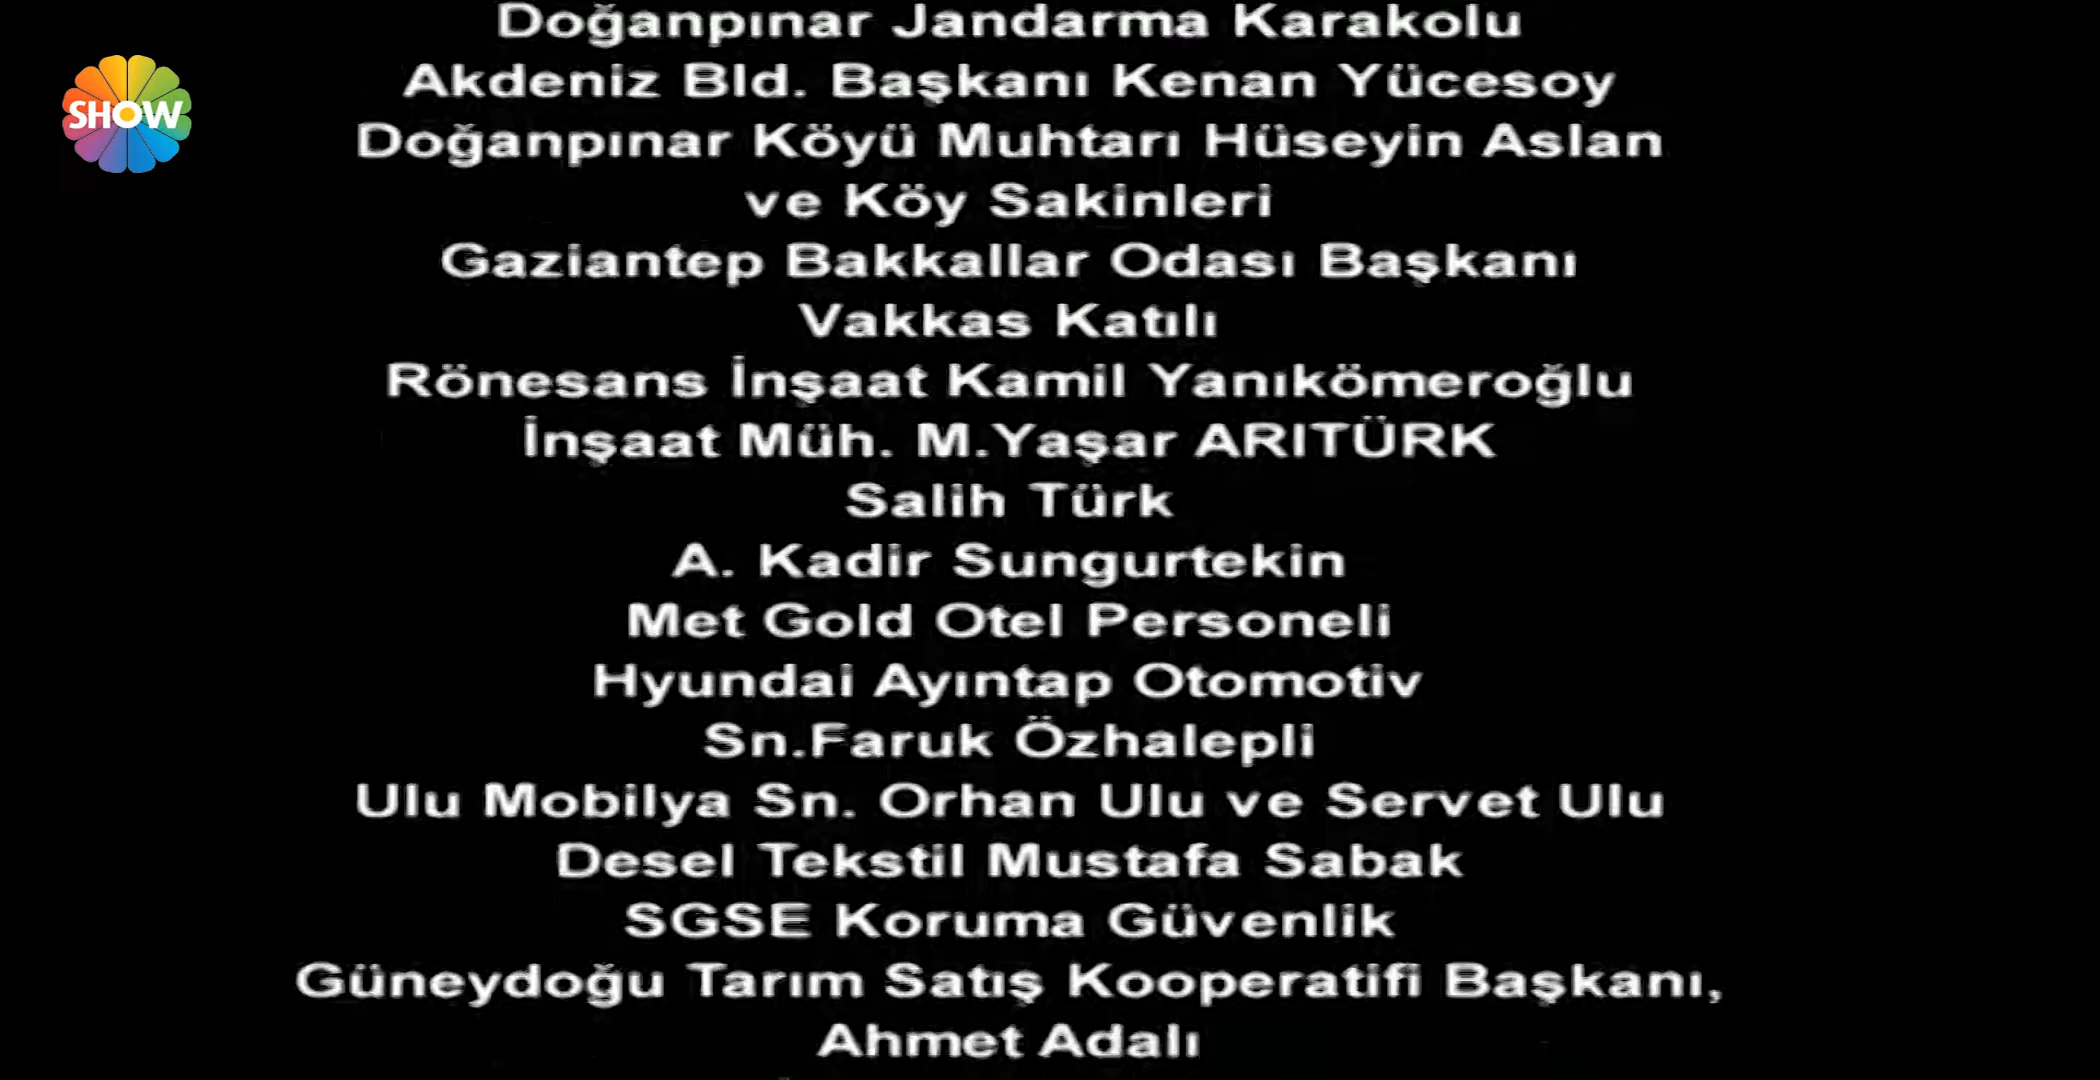 Doğanpınar Jandarma Karakolu
SHOW
Akdeniz Bld. Başkanı Kenan Yücesoy
Doğanpınar Köyü Muhtarı Hüseyin Aslan
ve Köy Sakinleri
Gaziantep Bakkallar Odası Başkanı
Vakkas Katılı
Rönesans İnşaat Kamil Yanıkömeroğlu
İnşaat Müh. M.Yaşar ARITÜRK
Salih Türk
A. Kadir Sungurtekin
Met Gold Otel Personeli
Hyundai Ayıntap Otomotiv
Sn.Faruk Özhalepli
Ulu Mobilya Sn. Orhan Ulu ve Servet Ulu
Desel Tekstil Mustafa Sabak
SGSE Koruma Güvenlik
Güneydoğu Tarım Satış Kooperatifi Başkanı,
Ahmet Adalı